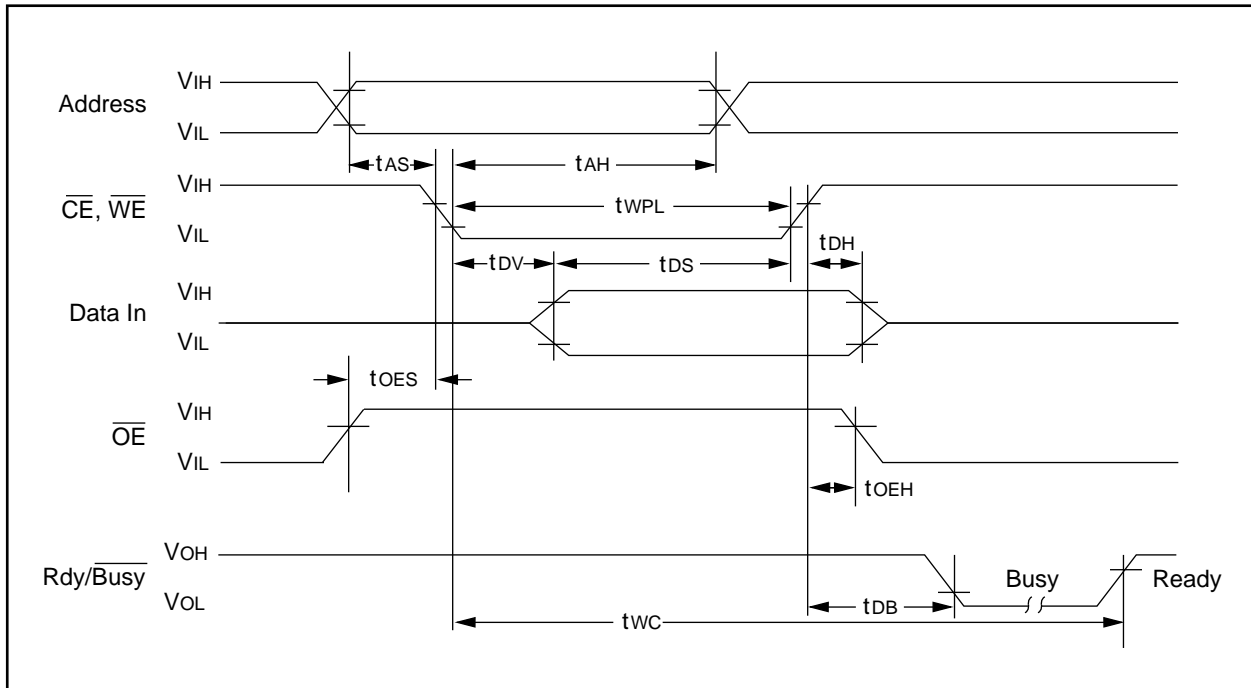 VIH
Address
VIL
tAS
tAH
VIH
CE, WE
tWPL
VIL
tDH
tDV
tDS
VIH
Data In
VIL
tOES
VIH
OE
VIL
tOEH
VOH
Rdy/Busy
Busy
Ready
VOL
tDB
tWC